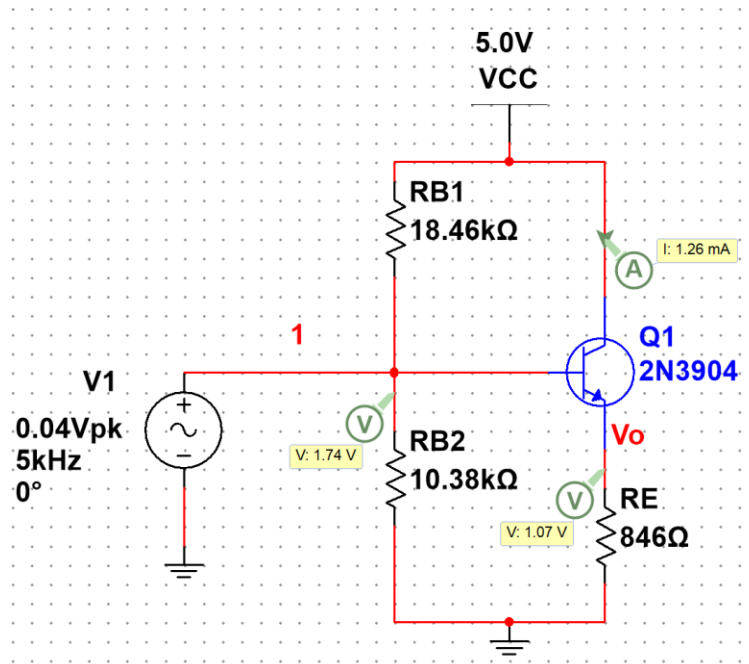 5.0V
VCC
RB1
18.46kΩ
I: 1.26 mA
A
1
Q1
2N3904
V1
0.04Vpk
5kHz
0°
V
V: 1.74 V
RB2
10.38kΩ
Vo
V
V: 1.07 V
RE
846Ω